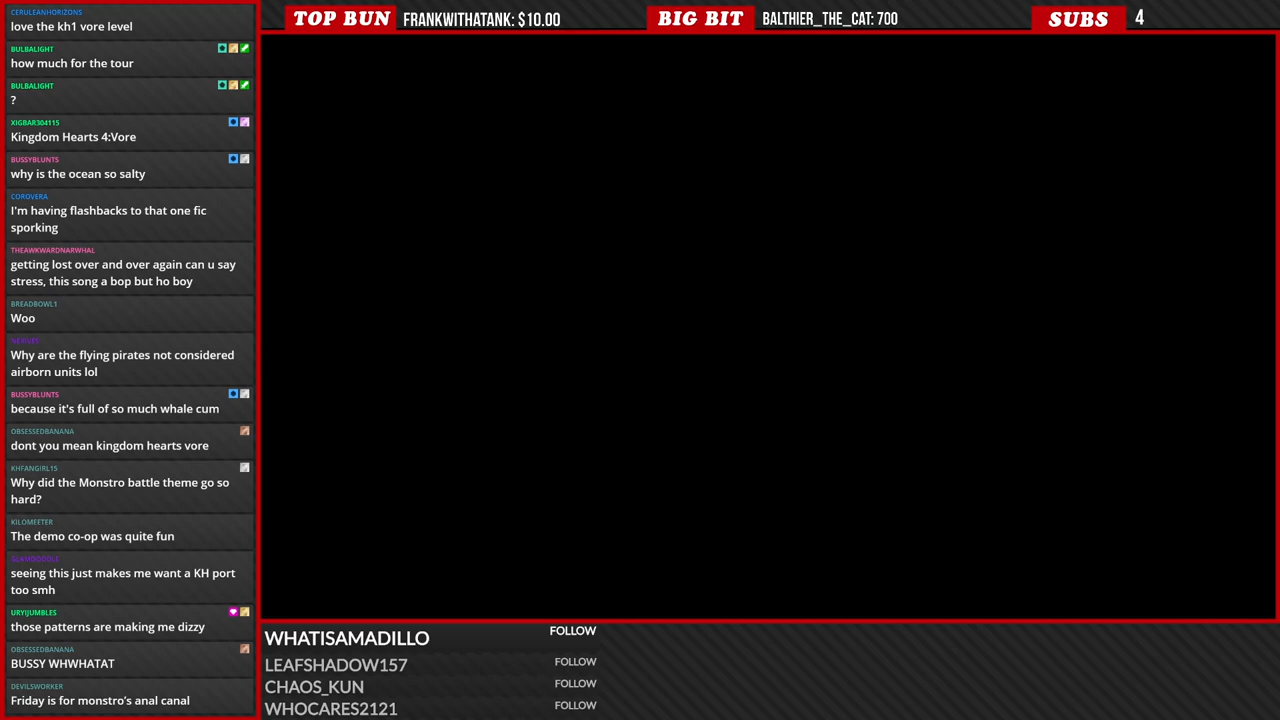 TOP BUN
FRANKWITHATANK: $10.00
BIG BIT
BALTHIER_THE_CAT: 700
SUBS
4
CERULEANHORIZONS
love the kh1 vore level
BULBALIGHT
how much for the tour
BULBALIGHT
?
XIGBAR304115
Kingdom Hearts 4:Vore
BUSSYBLUNTS
why is the ocean so salty
COROVERA
I'm having flashbacks to that one fic
sporking
THEAWKWARDNARWHAL
getting lost over and over again can u say
stress, this song a bop but ho boy
BREADBOWL1
Woo
Why are the flying pirates not considered
airborn units lol
BUSSYBLUNTS
because it's full of so much whale cum
OBSESSEDBANANA
dont you mean kingdom hearts vore
KHFANGIRL15
Why did the Monstro battle theme go so
hard?
KILOMEETER
The demo co-op was quite fun
seeing this just makes me want a KH port
too smh
URYIJUMBLES
those patterns are making me dizzy
OBSESSEDBANANA
BUSSY WHWHATAT
DEVILSWORKER
Friday is for monstro's anal canal
WHATISAMADILLO
FOLLOW
LEAFSHADOW157
FOLLOW
CHAOS_KUN
FOLLOW
WHOCARES2121
FOLLOW